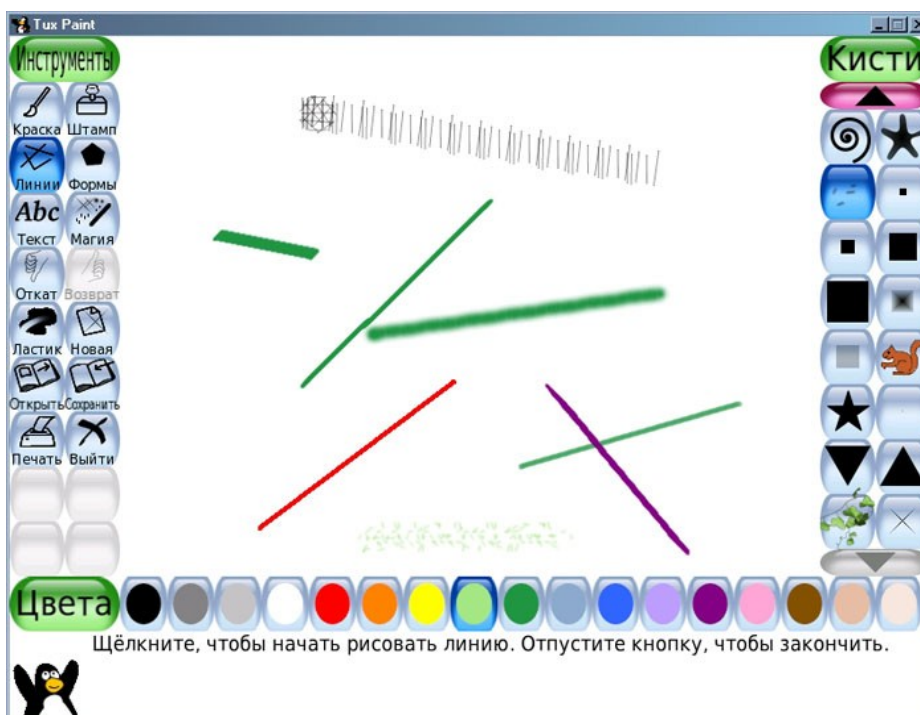 Tux Paint
Инструменты
Кисти
Краска Штамп
Линии Формы
Abc
Текст Магия
Откат Возврат
Ластик Новая
Открыть Сохранить
Печать Выйти
Цвета
Щёлкните, чтобы начать рисовать линию. Отпустите кнопку, чтобы закончить.